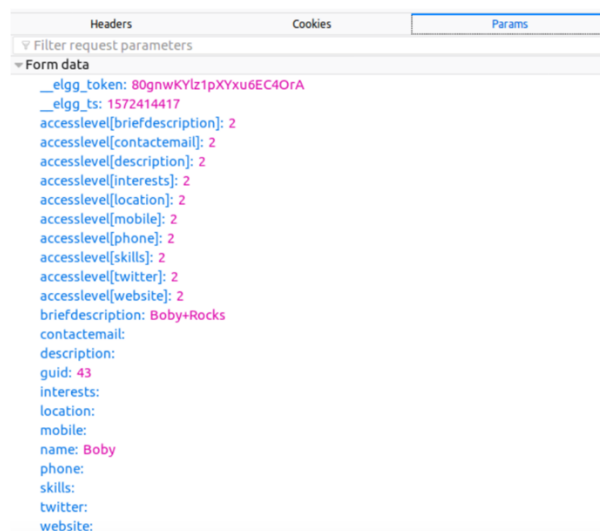 Headers Cookies Params
Filter request parameters
Form data
__elgg_token: 80gnwKYlz1pXYxu6EC4OrA
__elgg_ts: 1572414417
accesslevel[briefdescription]: 2
accesslevel[contactemail]: 2
accesslevel[description]: 2
accesslevel[interests]: 2
accesslevel[location]: 2
accesslevel[mobile]: 2
accesslevel[phone]: 2
accesslevel[skills]: 2
accesslevel[twitter]: 2
accesslevel[website]: 2
briefdescription: Boby+Rocks
contactemail:
description:
guid: 43
interests:
location:
mobile:
name: Boby
phone:
skills:
twitter:
website: